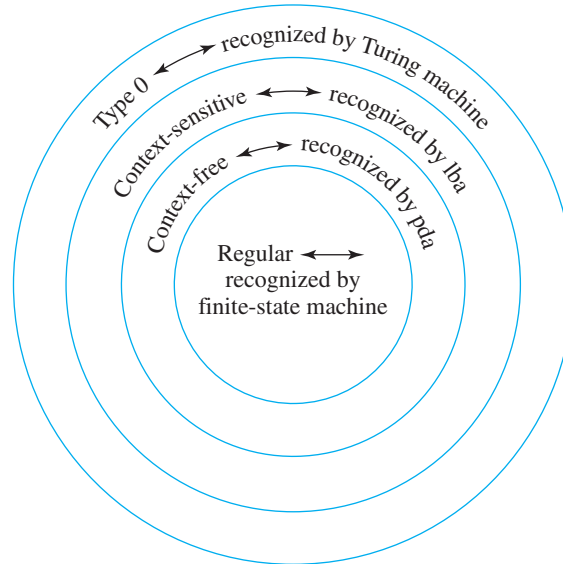 Type 0 ⟷ recognized by Turing machine
Context-sensitive ⟷ recognized by lba
Context-free ⟷ recognized by pda
Regular ⟷
recognized by
finite-state machine